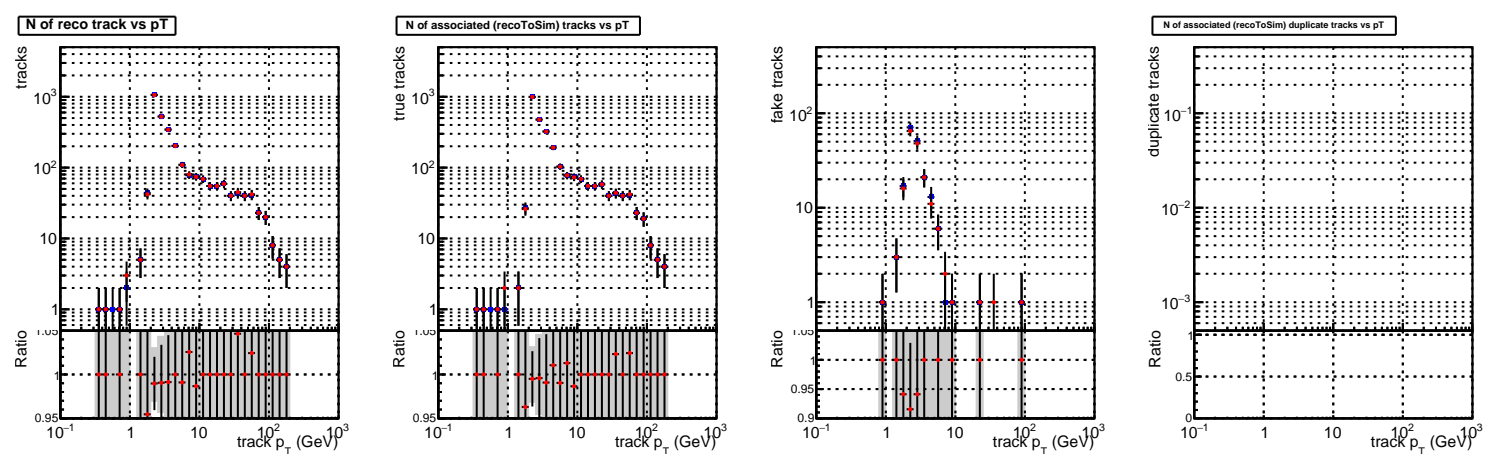 N of reco track vs pT
tracks
10³
10²
10
1
Ratio
1.05
1
0.95
10⁻¹ 1 10 10² 10³
track p_T (GeV)
N of associated (recoToSim) tracks vs pT
true tracks
10³
10²
10
1
Ratio
1.05
1
0.95
10⁻¹ 1 10 10² 10³
track p_T (GeV)
fake tracks
10²
10
1
Ratio
1.05
1
0.95
0.9
10⁻¹ 1 10 10² 10³
track p_T (GeV)
N of associated (recoToSim) duplicate tracks vs pT
duplicate tracks
10⁻¹
10⁻²
10⁻³
Ratio
1
0.5
0
10⁻¹ 1 10 10² 10³
track p_T (GeV)